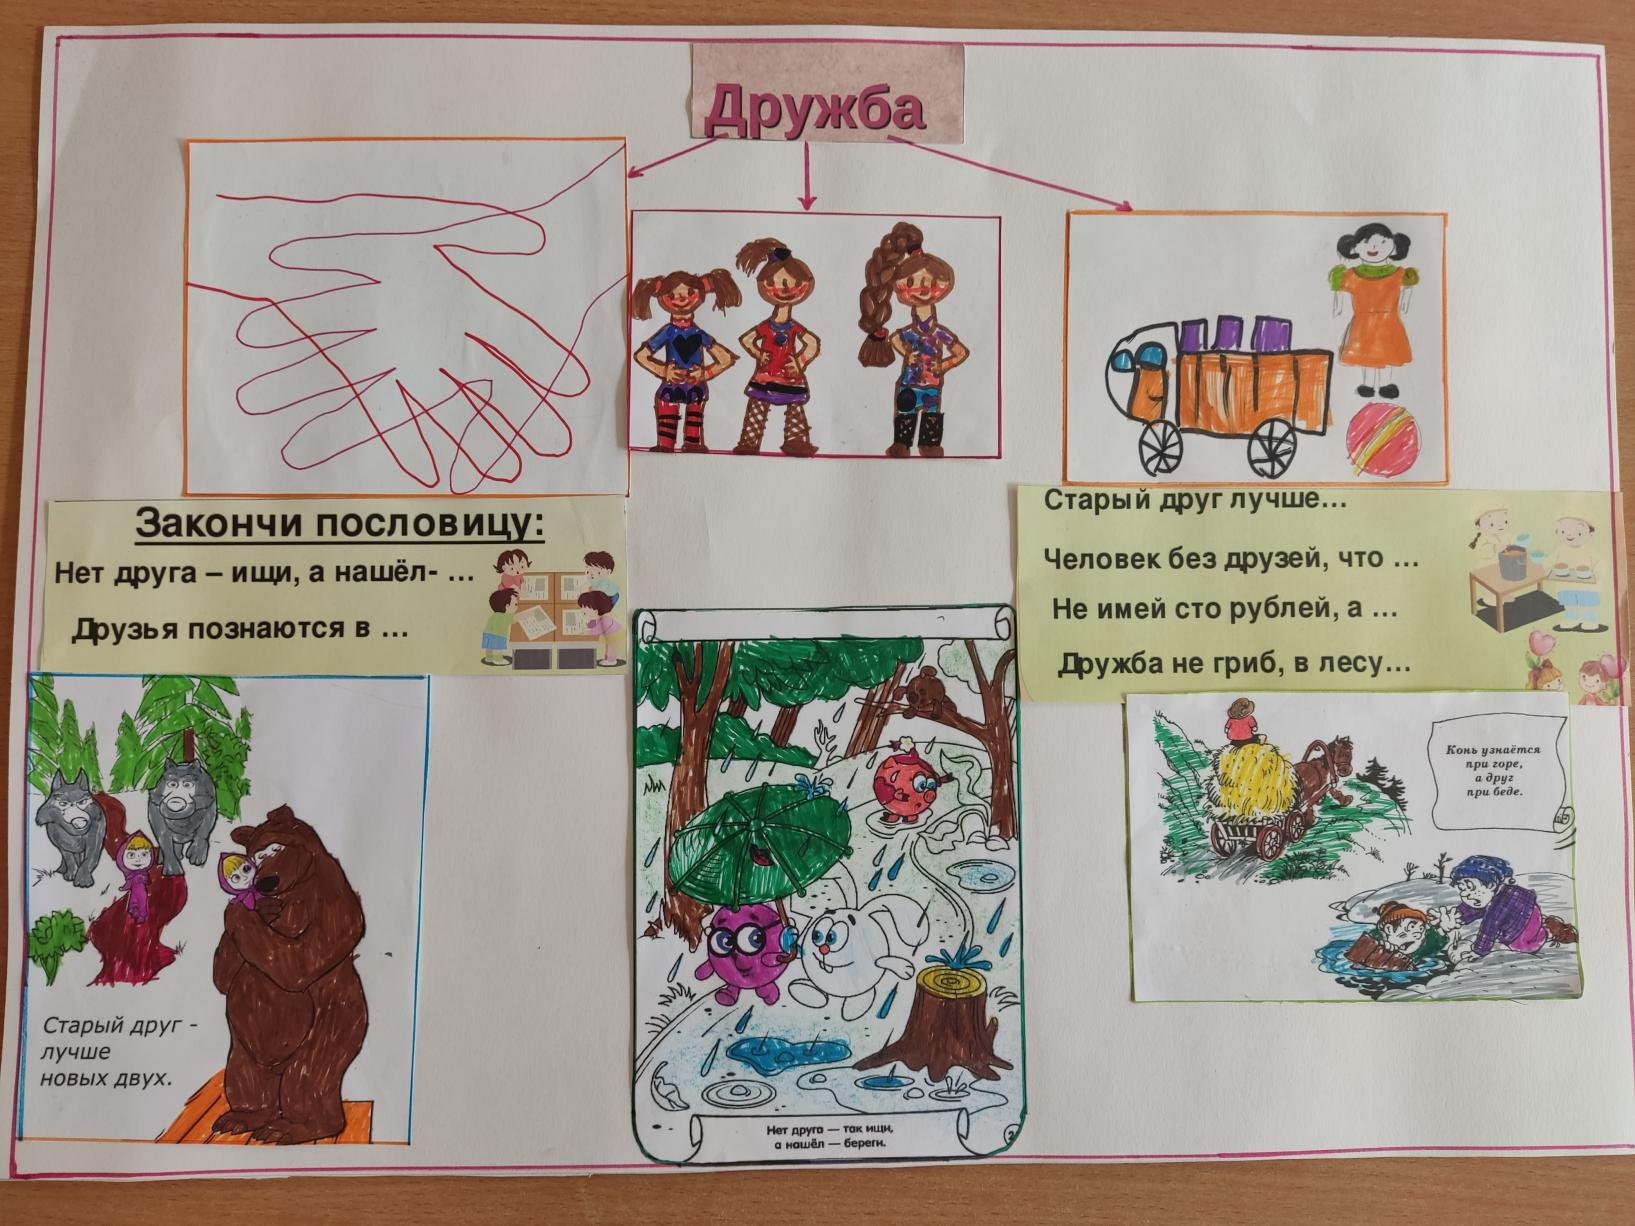 Дружба
Закончи пословицу:
Нет друга – ищи, а нашёл- ...
Друзья познаются в ...
Старый друг лучше...
Человек без друзей, что ...
Не имей сто рублей, а ...
Дружба не гриб, в лесу...
Старый друг -
лучше
новых двух.
Нет друга — так ищи,
а нашёл — береги.
2
Конь узнаётся
при горе,
а друг
при беде.